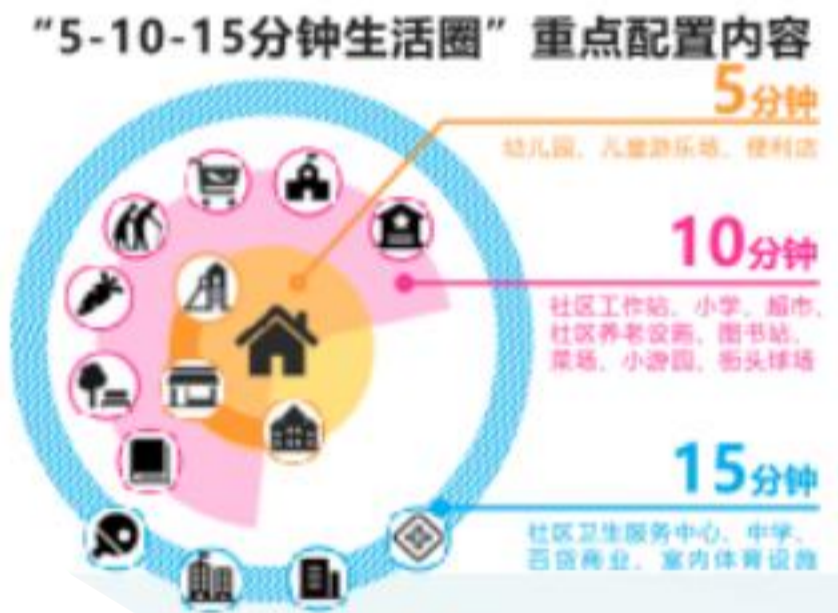 “5-10-15分钟生活圈”重点配置内容
5分钟
幼儿园、儿童游乐场、便利店
10分钟
社区工作站、小学、超市、
社区养老设施、图书站、
菜场、小游园、街头球场
15分钟
社区卫生服务中心、中学、
百货商业、室内体育设施